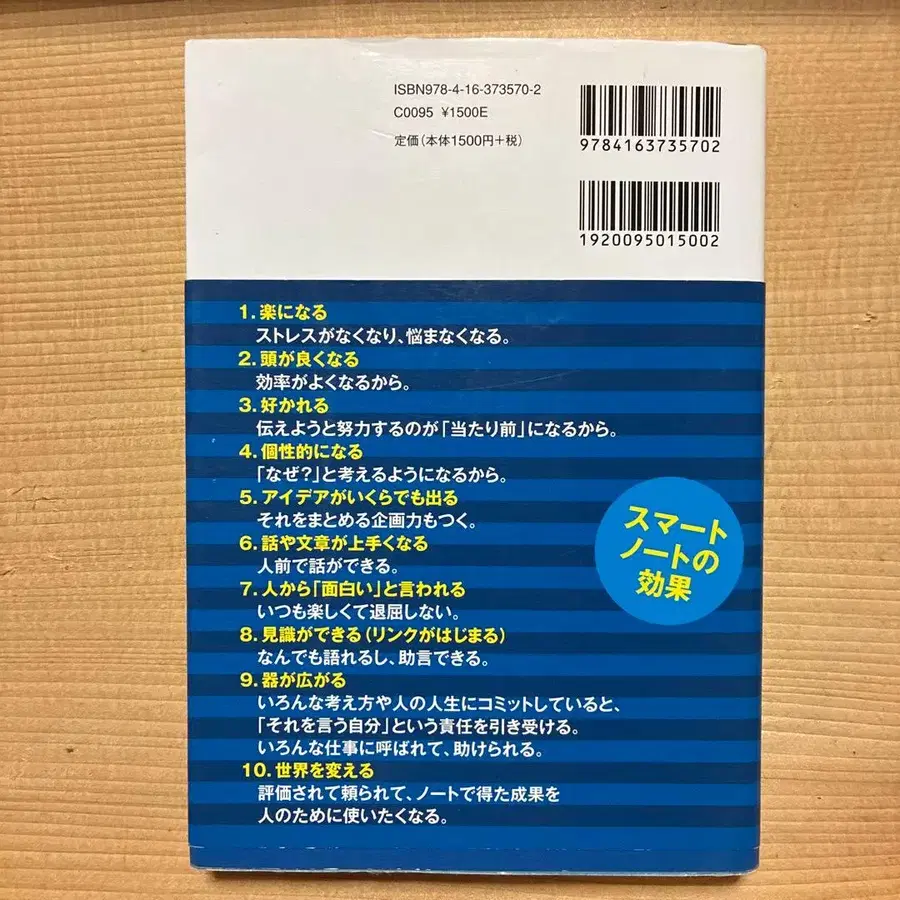 ISBN978-4-16-373570-2
C0095 ¥1500E
定価(本体1500円+税)
9784163735702
1920095015002
1. 楽になる
ストレスがなくなり、悩まなくなる。
2. 頭が良くなる
効率がよくなるから。
3. 好かれる
伝えようと努力するのが「当たり前」になるから。
4. 個性的になる
「なぜ?」と考えるようになるから。
5. アイデアがいくらでも出る
それをまとめる企画力もつく。
6. 話や文章が上手くなる
人前で話ができる。
7. 人から「面白い」と言われる
いつも楽しくて退屈しない。
8. 見識ができる(リンクがはじまる)
なんでも語れるし、助言できる。
9. 器が広がる
いろんな考え方や人の人生にコミットしていると、
「それを言う自分」という責任を引き受ける。
いろんな仕事に呼ばれて、助けられる。
10. 世界を変える
評価されて頼られて、ノートで得た成果を
人のために使いたくなる。
スマート
ノートの
効果